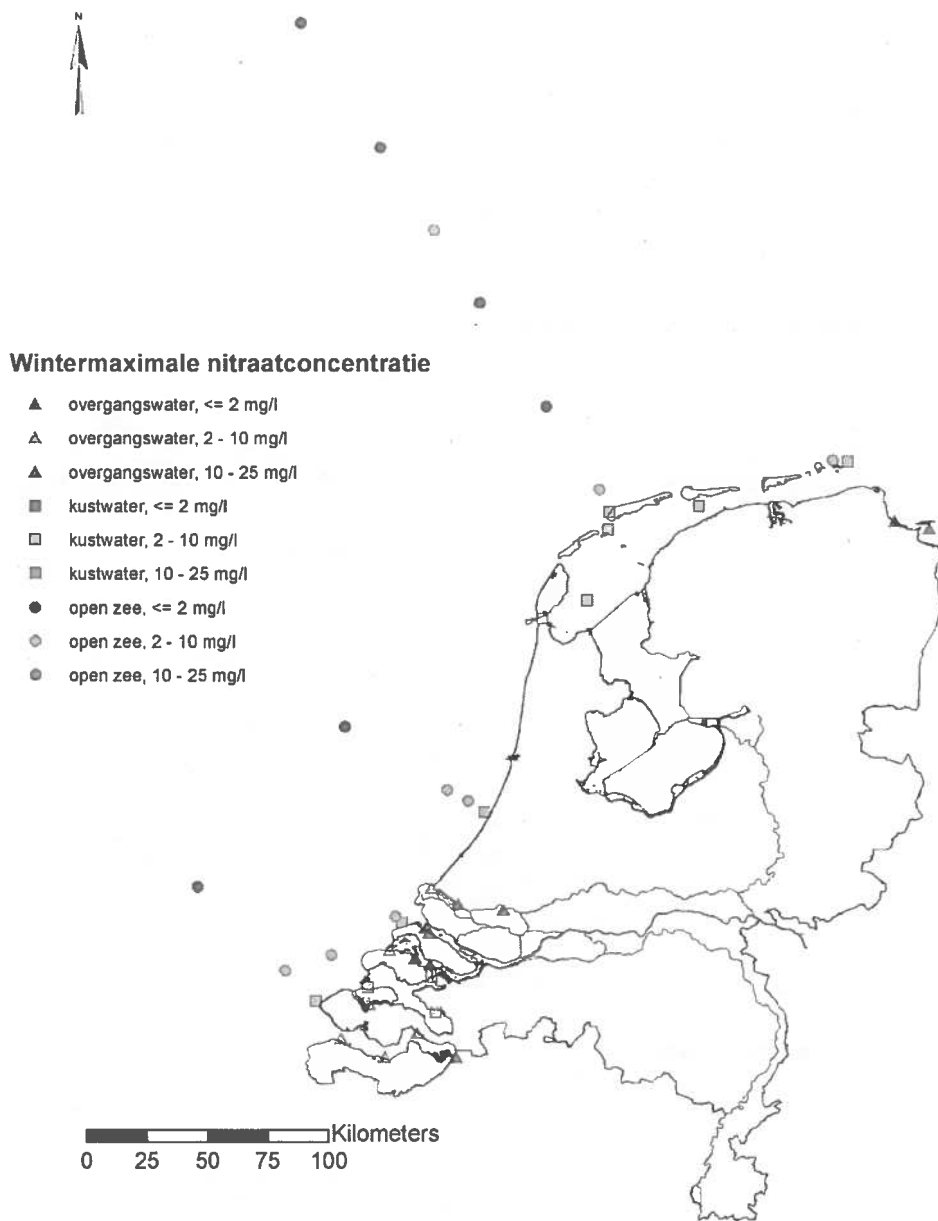 N
Wintermaximale nitraatconcentratie
overgangswater, <= 2 mg/l
overgangswater, 2 - 10 mg/l
overgangswater, 10 - 25 mg/l
kustwater, <= 2 mg/l
kustwater, 2 - 10 mg/l
kustwater, 10 - 25 mg/l
open zee, <= 2 mg/l
open zee, 2 - 10 mg/l
open zee, 10 - 25 mg/l
Kilometers
0 25 50 75 100